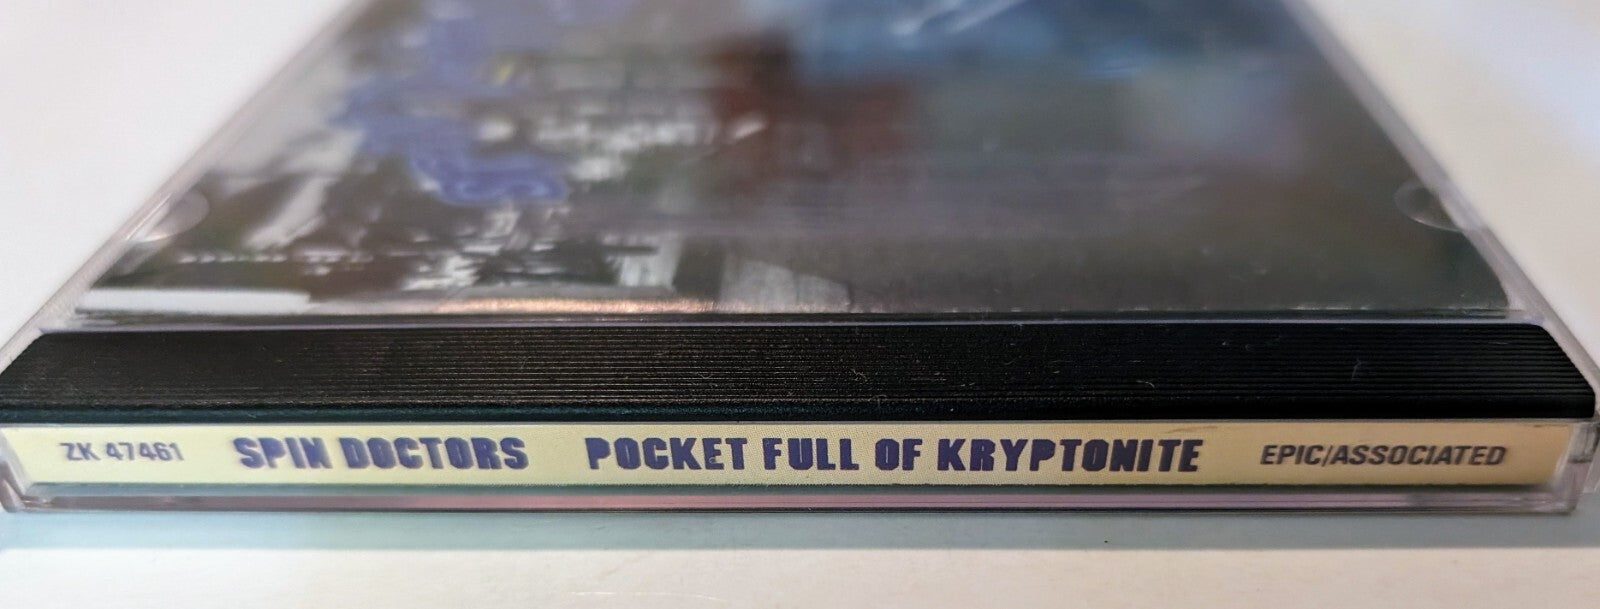 ZK 47461 SPIN DOCTORS POCKET FULL OF KRYPTONITE EPIC/ASSOCIATED